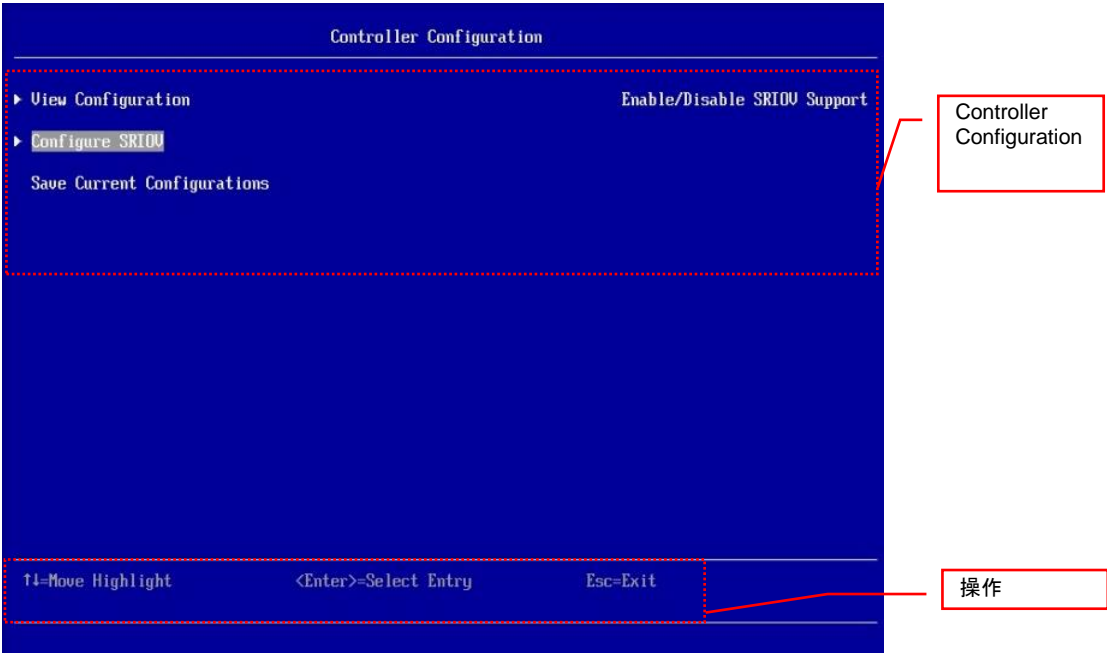 Controller Configuration
View Configuration
Enable/Disable SRIOV Support
Configure SRIOV
Save Current Configurations
Controller
Configuration
↑↓=Move Highlight
<Enter>=Select Entry
Esc=Exit
操作